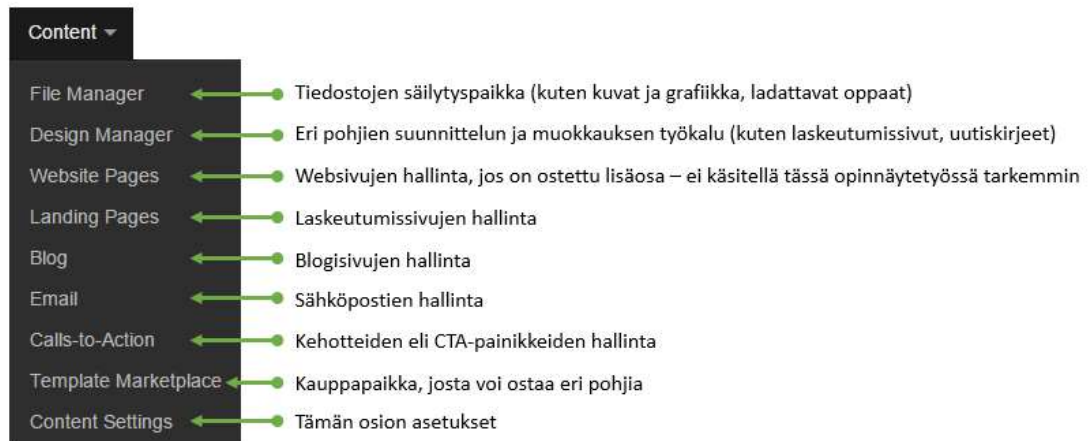 Content
File Manager Tiedostojen säilytyspaikka (kuten kuvat ja grafiikka, ladattavat oppaat)
Design Manager Eri pohjien suunnittelun ja muokkauksen työkalu (kuten laskeutumissivut, uutiskirjeet)
Website Pages Websivujen hallinta, jos on ostettu lisäosa – ei käsitellä tässä opinnäytetyössä tarkemmin
Landing Pages Laskeutumissivujen hallinta
Blog Blogisivujen hallinta
Email Sähköpostien hallinta
Calls-to-Action Kehotteiden eli CTA-painikkeiden hallinta
Template Marketplace Kauppapaikka, josta voi ostaa eri pohjia
Content Settings Tämän osion asetukset